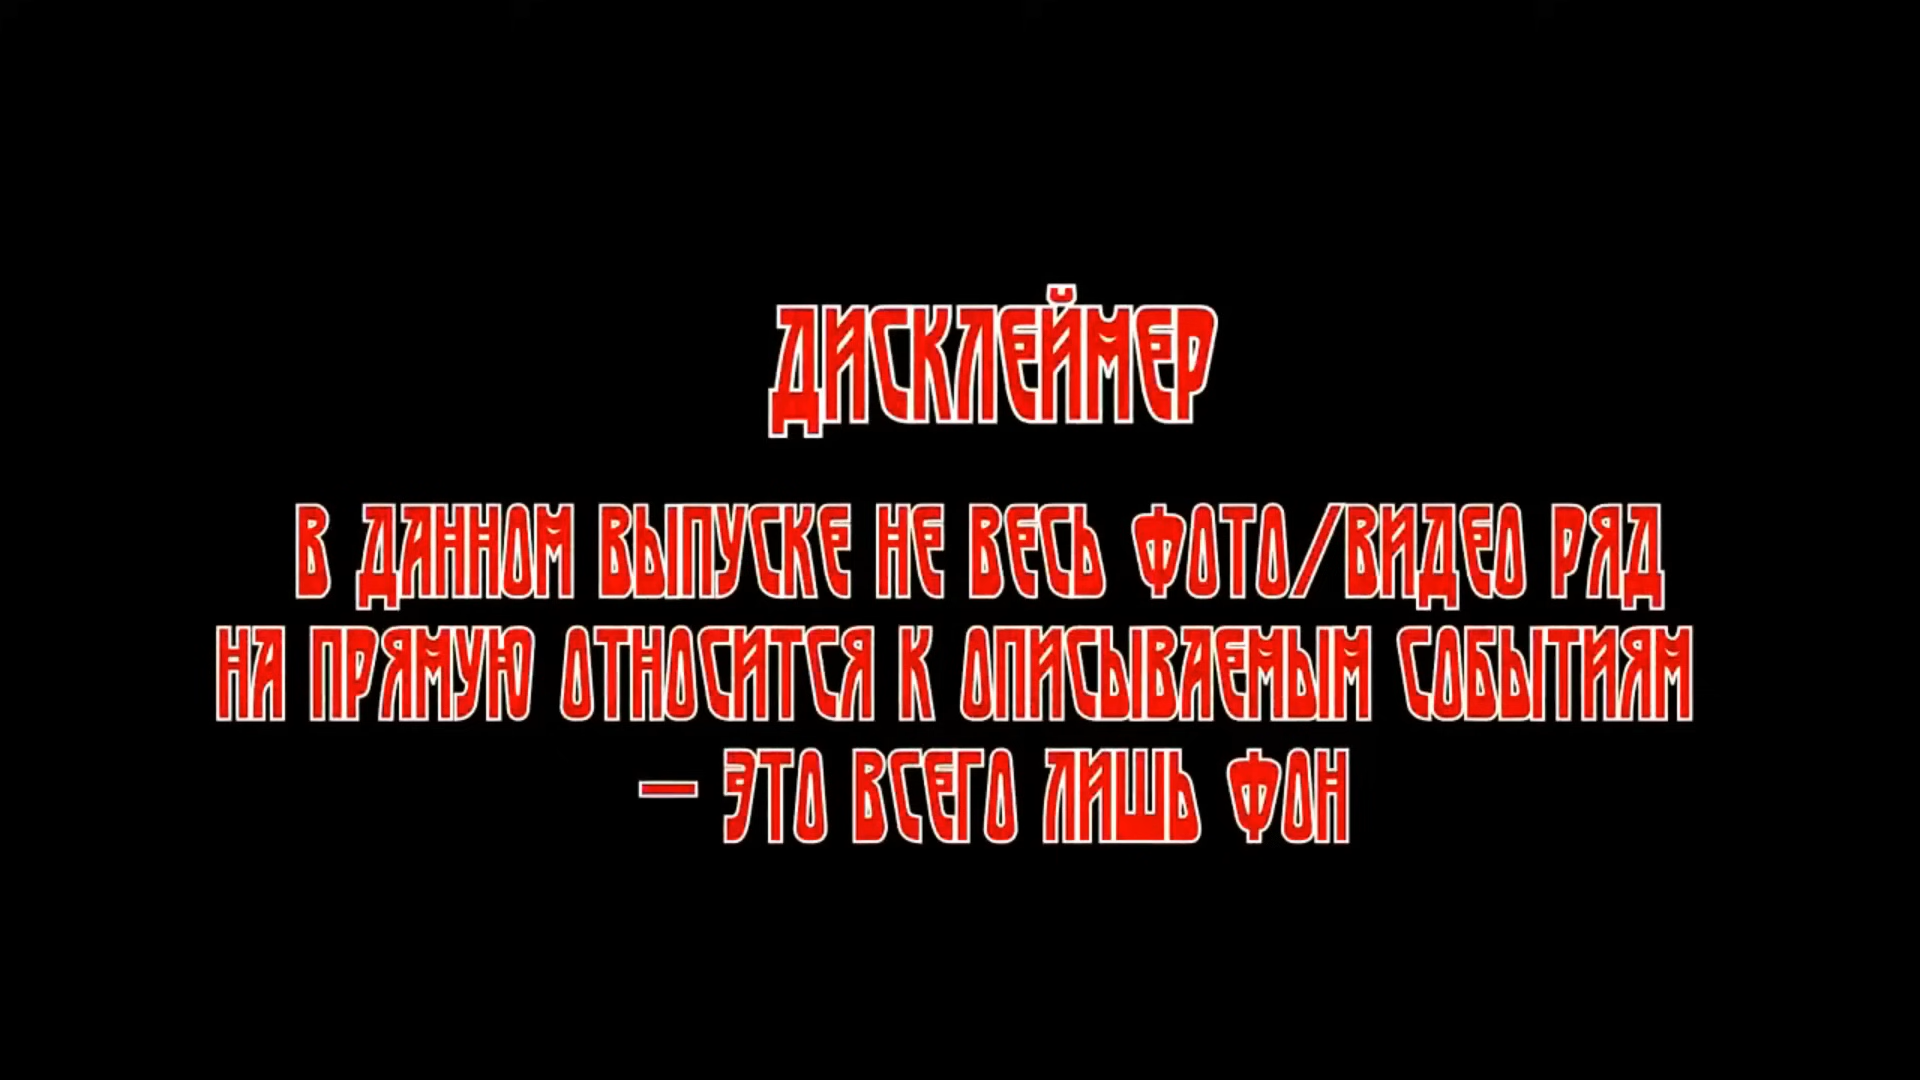 ДИСКЛЕЙМЕР
В ДАННОМ ВЫПУСКЕ НЕ ВЕСЬ ФОТО/ВИДЕО РЯД
НА ПРЯМУЮ ОТНОСИТСЯ К ОПИСЫВАЕМЫМ СОБЫТИЯМ
— ЭТО ВСЕГО ЛИШЬ ФОН